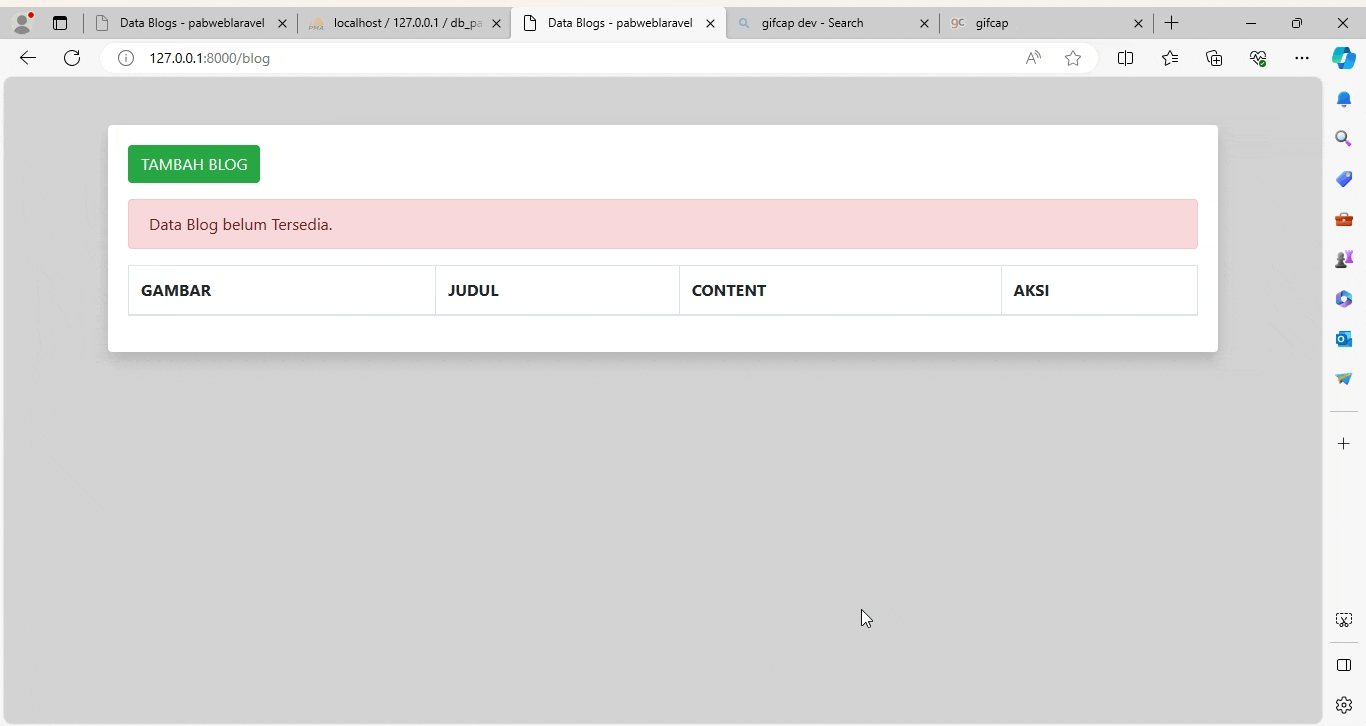 Data Blogs - pabweblaravel
localhost / 127.0.0.1 / db_pa
Data Blogs - pabweblaravel
gifcap dev - Search
gc gifcap
127.0.0.1:8000/blog
TAMBAH BLOG
Data Blog belum Tersedia.
GAMBAR JUDUL CONTENT AKSI